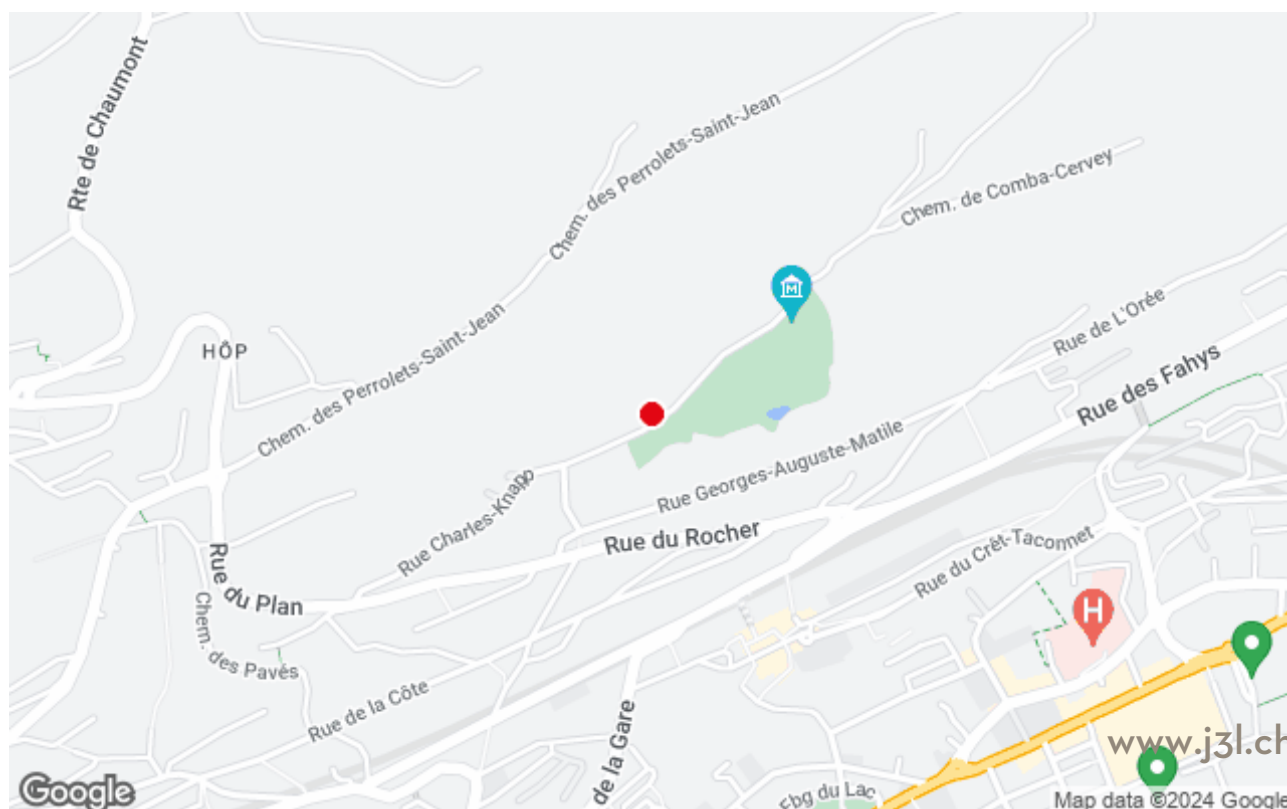 Rte de Chaumont
Chem. des Perrolets-Saint-Jean
Chem. de Comba-Cervey
HÔP
Chem. des Perrolets-Saint-Jean
Rue de L'Orée
Rue des Fahys
Rue Georges-Auguste-Matile
Rue Charles-Knapp
Rue du Rocher
Rue du Plan
Rue du Crêt-Taconnet
Chem. des Pavés
H
Rue de la Côte
de la Gare
www.j3l.ch
Fbg du Lac
Google
Map data ©2024 Google